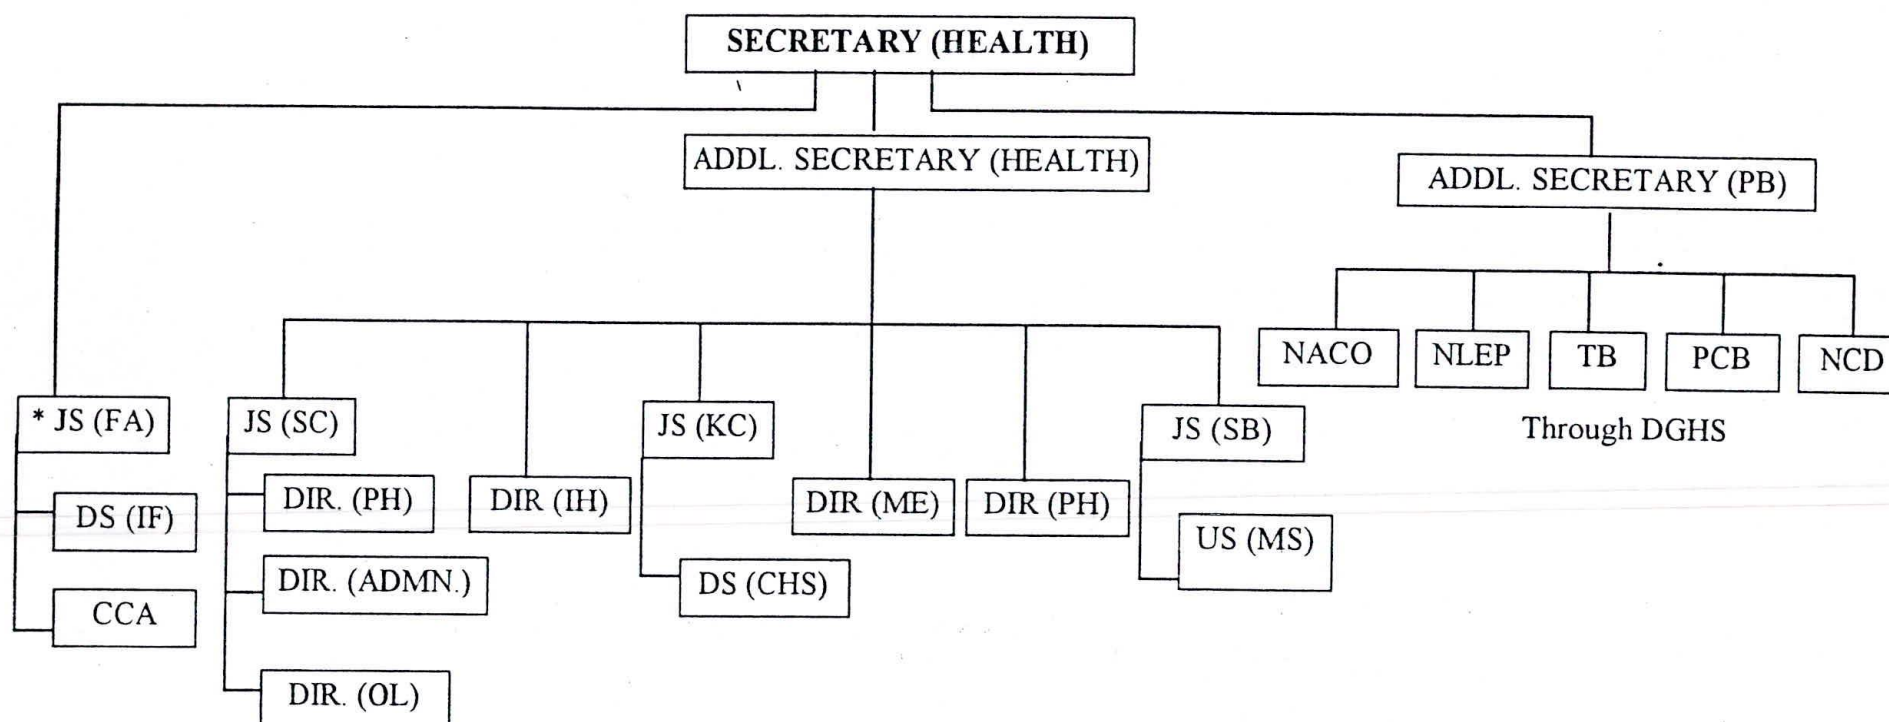 SECRETARY (HEALTH)
ADDL. SECRETARY (HEALTH)
ADDL. SECRETARY (PB)
NACO
NLEP
TB
PCB
NCD
Through DGHS
* JS (FA)
JS (SC)
JS (KC)
JS (SB)
DS (IF)
DIR. (PH)
DIR (IH)
DIR (ME)
DIR (PH)
US (MS)
CCA
DIR. (ADMN.)
DS (CHS)
DIR. (OL)